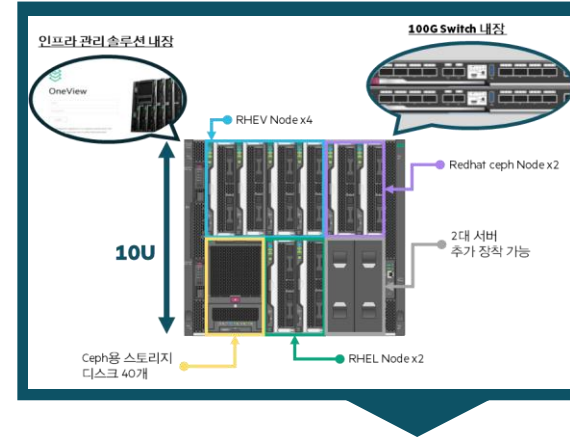 인프라 관리 솔루션 내장
100G Switch 내장
OneView
RHEV Node x4
Redhat ceph Node x2
10U
2대 서버
추가 장착 가능
Ceph용 스토리지
디스크 40개
RHEL Node x2